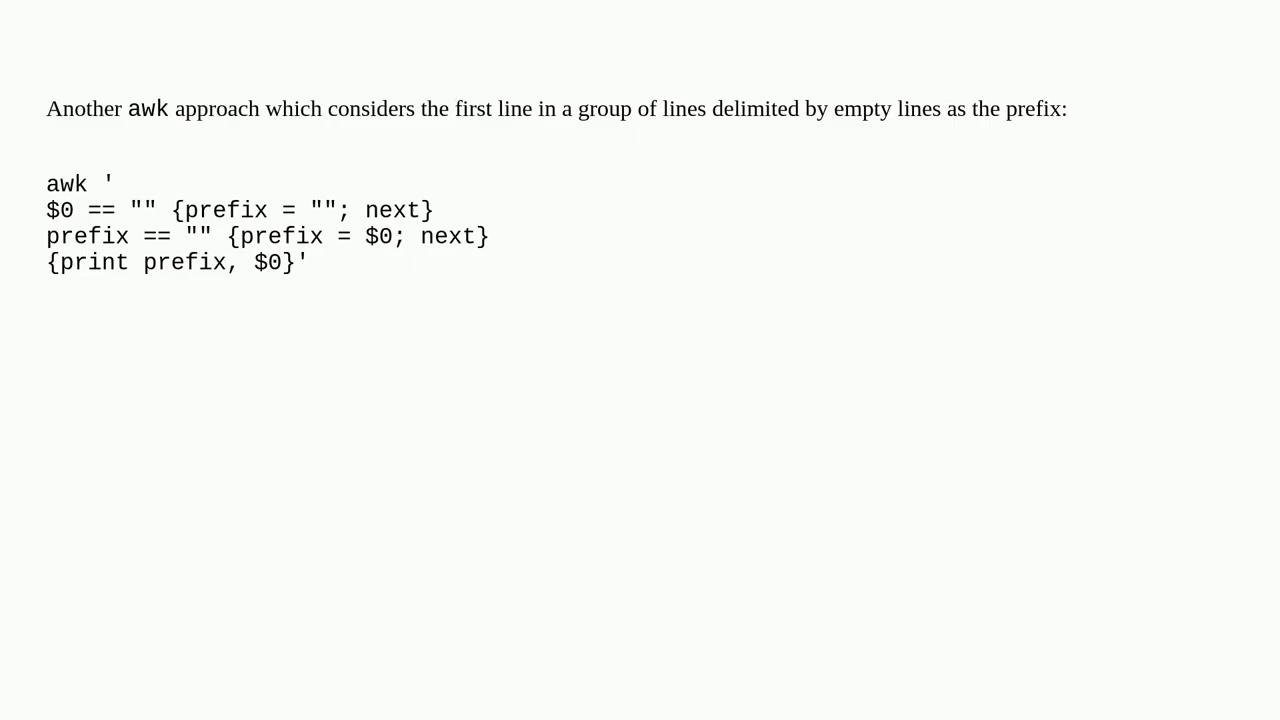 Another awk approach which considers the first line in a group of lines delimited by empty lines as the prefix:
awk '
$0 == "" {prefix = ""; next}
prefix == "" {prefix = $0; next}
{print prefix, $0}'